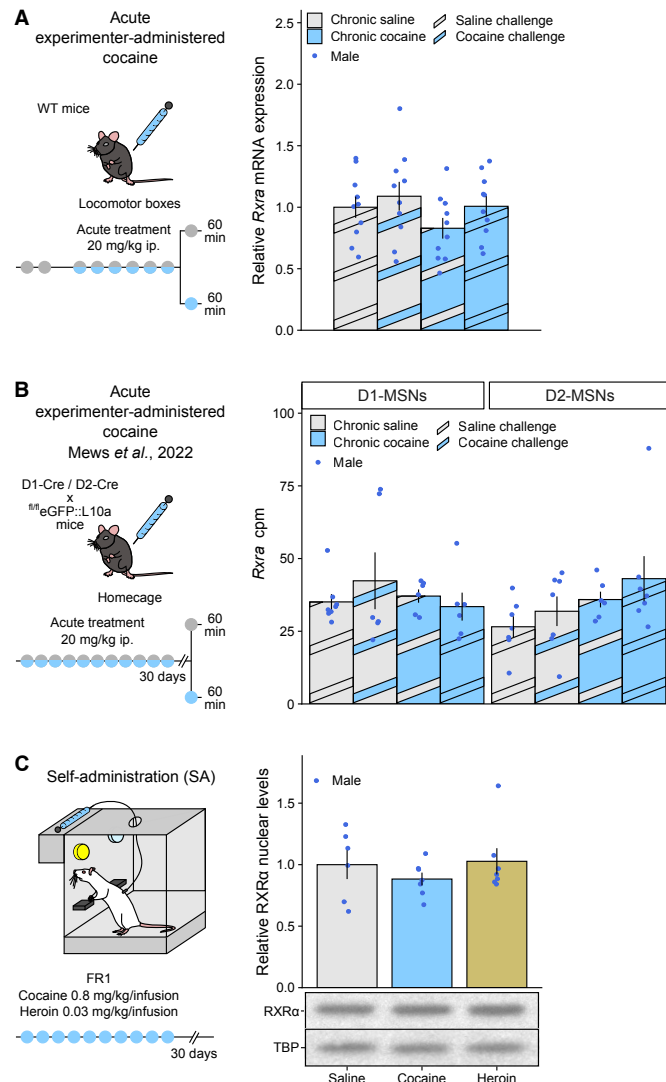 A
Acute
experimenter-administered
cocaine
WT mice
Locomotor boxes
Acute treatment
20 mg/kg ip.
60
min
60
min
Chronic saline
Saline challenge
Chronic cocaine
Cocaine challenge
Male
Relative Rxra mRNA expression
2.5
2.0
1.5
1.0
0.5
0.0
B
Acute
experimenter-administered
cocaine
Mews et al., 2022
D1-Cre / D2-Cre
x
fl/fl eGFP::L10a
mice
Homecage
Acute treatment
20 mg/kg ip.
60
min
30 days
60
min
D1-MSNs
D2-MSNs
Chronic saline
Saline challenge
Chronic cocaine
Cocaine challenge
Male
Rxra cpm
100
75
50
25
0
C
Self-administration (SA)
FR1
Cocaine 0.8 mg/kg/infusion
Heroin 0.03 mg/kg/infusion
30 days
Male
Relative RXRα nuclear levels
1.5
1.0
0.5
0.0
RXRα
TBP
Saline
Cocaine
Heroin